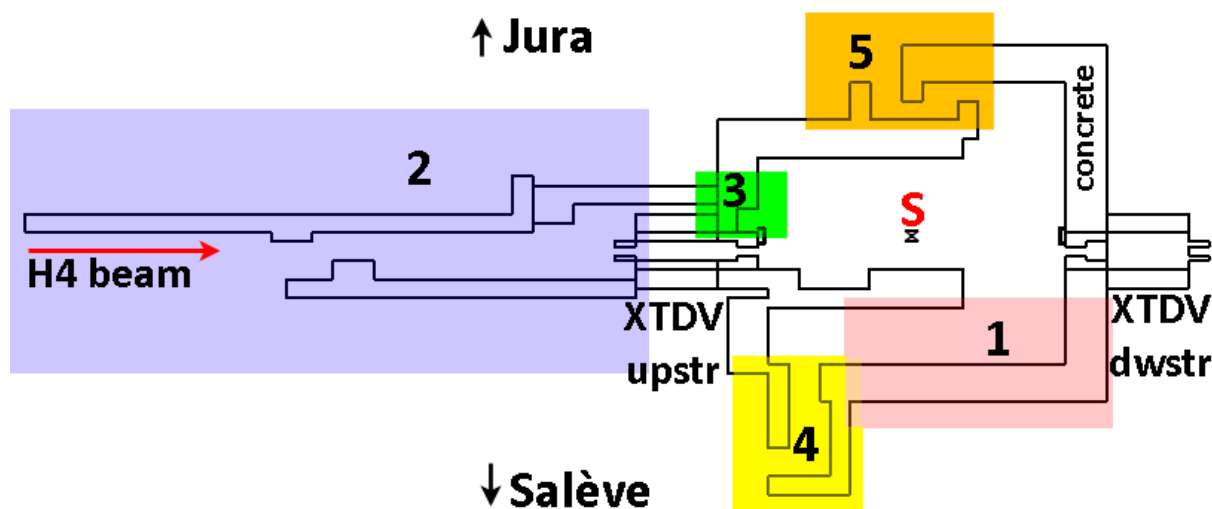 ↑ Jura
5
concrete
2
3
S
H4 beam
XTDV
upstr
1
XTDV
dwstr
4
↓ Salève